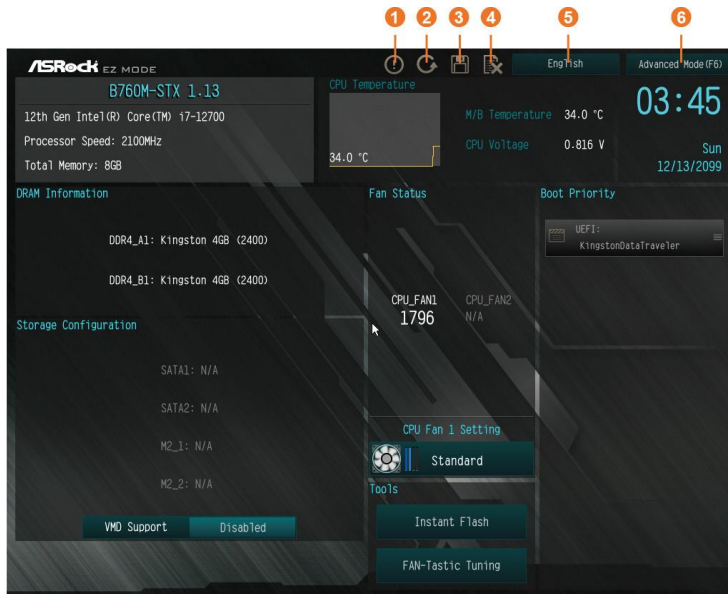 1 2 3 4 5 6
ASRock EZ MODE
English
Advanced Mode(F6)
B760M-STX 1.13
12th Gen Intel(R) Core(TM) i7-12700
Processor Speed: 2100MHz
Total Memory: 8GB
CPU Temperature
34.0 °C
M/B Temperature 34.0 °C
CPU Voltage 0.816 V
03:45
Sun
12/13/2099
DRAM Information
DDR4_A1: Kingston 4GB (2400)
DDR4_B1: Kingston 4GB (2400)
Storage Configuration
SATA1: N/A
SATA2: N/A
M2_1: N/A
M2_2: N/A
VMD Support Disabled
Fan Status
CPU_FAN1
1796
CPU_FAN2
N/A
CPU Fan 1 Setting
Standard
Tools
Instant Flash
FAN-Tastic Tuning
Boot Priority
UEFI:
KingstonDataTraveler